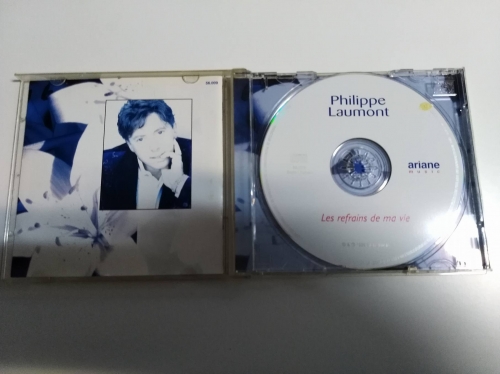 Philippe
Laumont
ariane
music
Les refrains de ma vie